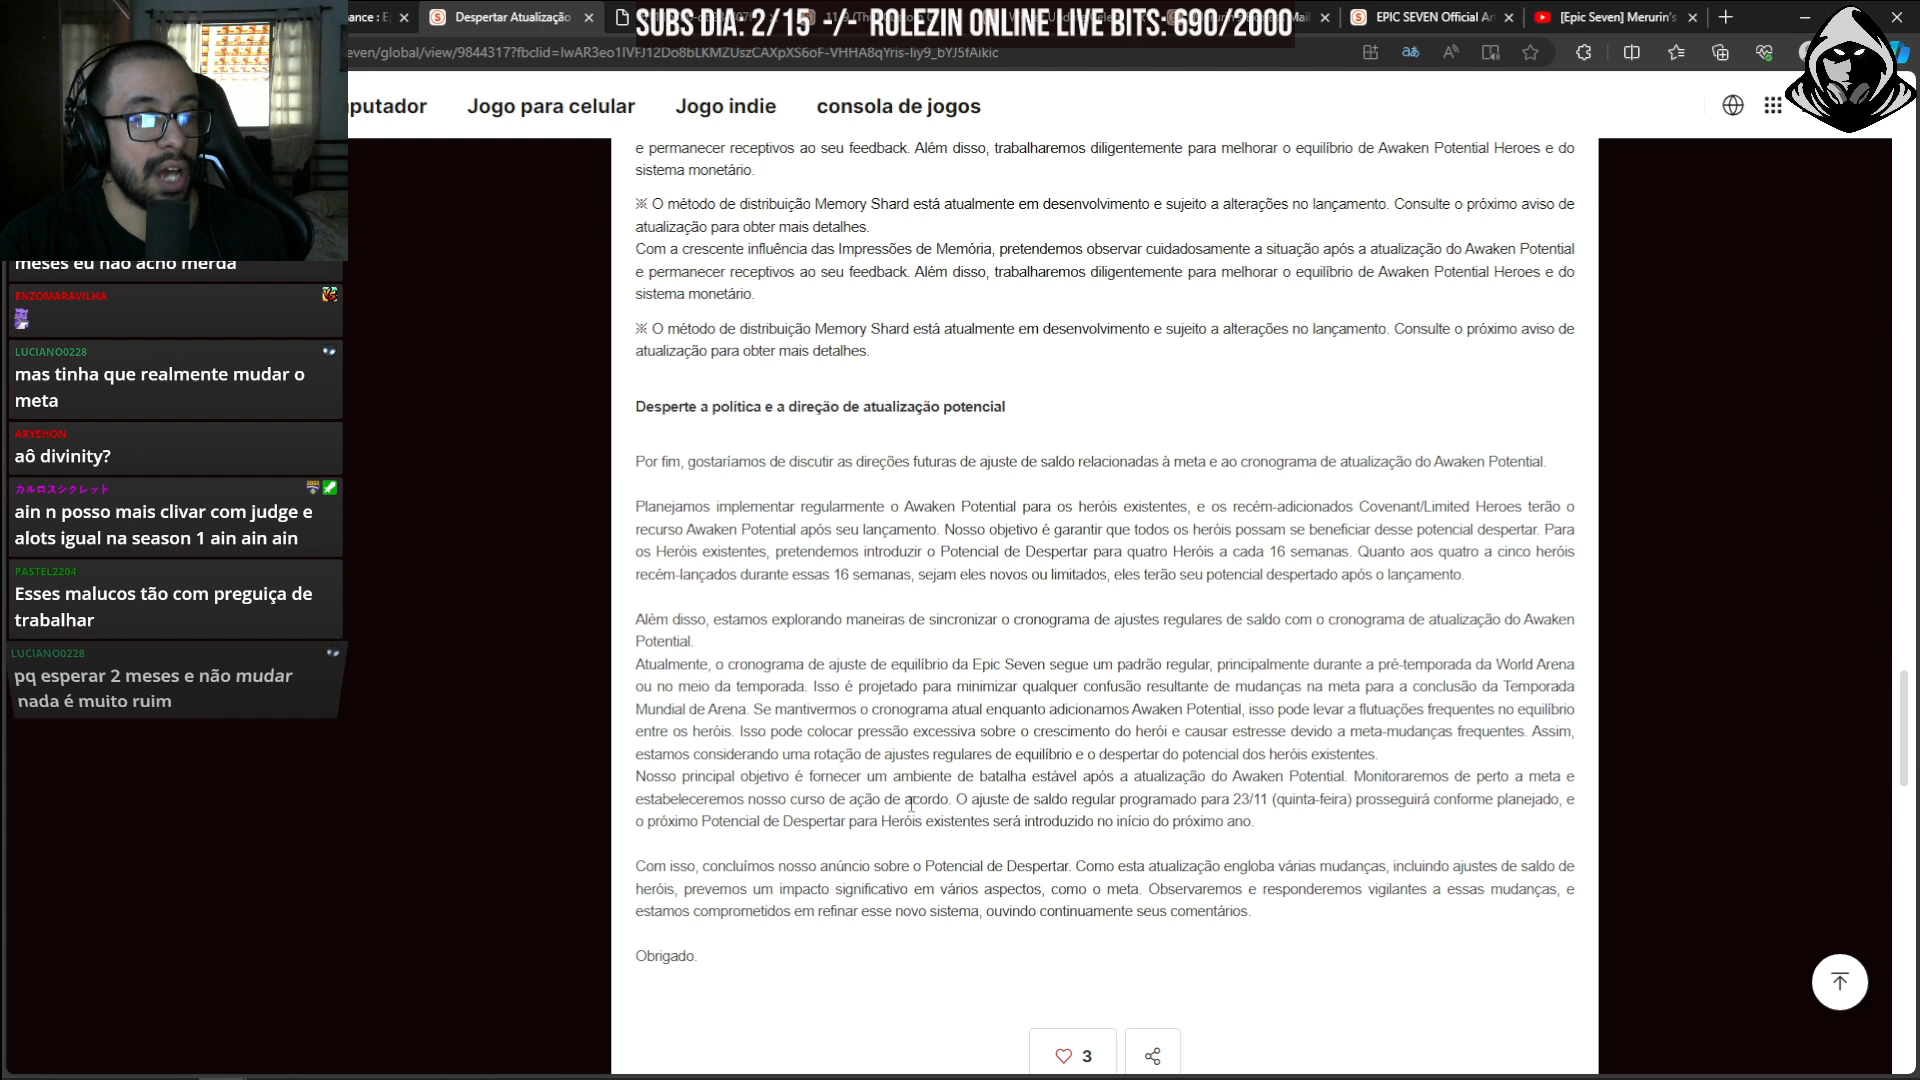 ance : E
Despertar Atualização
SUBS DIA: 2/15 -/- ROLEZIN ONLINE LIVE BITS: 690/2000
EPIC SEVEN Official Ar
[Epic Seven] Merurin's
even/global/view/9844317?fbclid=IwAR3eo1IVFJ12Do8bLKMZUszCAXpXS6oF-VHHA8qYris-Iiy9_bYJ5fAikic
putador
Jogo para celular
Jogo indie
consola de jogos
meses eu não acho merda
ENZOMARAVILHA
LUCIANO0228
mas tinha que realmente mudar o
meta
ARYEHON
aô divinity?
カルロスシクレット
ain n posso mais clivar com judge e
alots igual na season 1 ain ain ain
PASTEL2204
Esses malucos tão com preguiça de
trabalhar
LUCIANO0228
pq esperar 2 meses e não mudar
nada é muito ruim
e permanecer receptivos ao seu feedback. Além disso, trabalharemos diligentemente para melhorar o equilíbrio de Awaken Potential Heroes e do
sistema monetário.
※ O método de distribuição Memory Shard está atualmente em desenvolvimento e sujeito a alterações no lançamento. Consulte o próximo aviso de
atualização para obter mais detalhes.
Com a crescente influência das Impressões de Memória, pretendemos observar cuidadosamente a situação após a atualização do Awaken Potential
e permanecer receptivos ao seu feedback. Além disso, trabalharemos diligentemente para melhorar o equilíbrio de Awaken Potential Heroes e do
sistema monetário.
※ O método de distribuição Memory Shard está atualmente em desenvolvimento e sujeito a alterações no lançamento. Consulte o próximo aviso de
atualização para obter mais detalhes.
Desperte a política e a direção de atualização potencial
Por fim, gostaríamos de discutir as direções futuras de ajuste de saldo relacionadas à meta e ao cronograma de atualização do Awaken Potential.
Planejamos implementar regularmente o Awaken Potential para os heróis existentes, e os recém-adicionados Covenant/Limited Heroes terão o
recurso Awaken Potential após seu lançamento. Nosso objetivo é garantir que todos os heróis possam se beneficiar desse potencial despertar. Para
os Heróis existentes, pretendemos introduzir o Potencial de Despertar para quatro Heróis a cada 16 semanas. Quanto aos quatro a cinco heróis
recém-lançados durante essas 16 semanas, sejam eles novos ou limitados, eles terão seu potencial despertado após o lançamento.
Além disso, estamos explorando maneiras de sincronizar o cronograma de ajustes regulares de saldo com o cronograma de atualização do Awaken
Potential.
Atualmente, o cronograma de ajuste de equilíbrio da Epic Seven segue um padrão regular, principalmente durante a pré-temporada da World Arena
ou no meio da temporada. Isso é projetado para minimizar qualquer confusão resultante de mudanças na meta para a conclusão da Temporada
Mundial de Arena. Se mantivermos o cronograma atual enquanto adicionamos Awaken Potential, isso pode levar a flutuações frequentes no equilíbrio
entre os heróis. Isso pode colocar pressão excessiva sobre o crescimento do herói e causar estresse devido a meta-mudanças frequentes. Assim,
estamos considerando uma rotação de ajustes regulares de equilíbrio e o despertar do potencial dos heróis existentes.
Nosso principal objetivo é fornecer um ambiente de batalha estável após a atualização do Awaken Potential. Monitoraremos de perto a meta e
estabeleceremos nosso curso de ação de acordo. O ajuste de saldo regular programado para 23/11 (quinta-feira) prosseguirá conforme planejado, e
o próximo Potencial de Despertar para Heróis existentes será introduzido no início do próximo ano.
Com isso, concluímos nosso anúncio sobre o Potencial de Despertar. Como esta atualização engloba várias mudanças, incluindo ajustes de saldo de
heróis, prevemos um impacto significativo em vários aspectos, como o meta. Observaremos e responderemos vigilantes a essas mudanças, e
estamos comprometidos em refinar esse novo sistema, ouvindo continuamente seus comentários.
Obrigado.
3